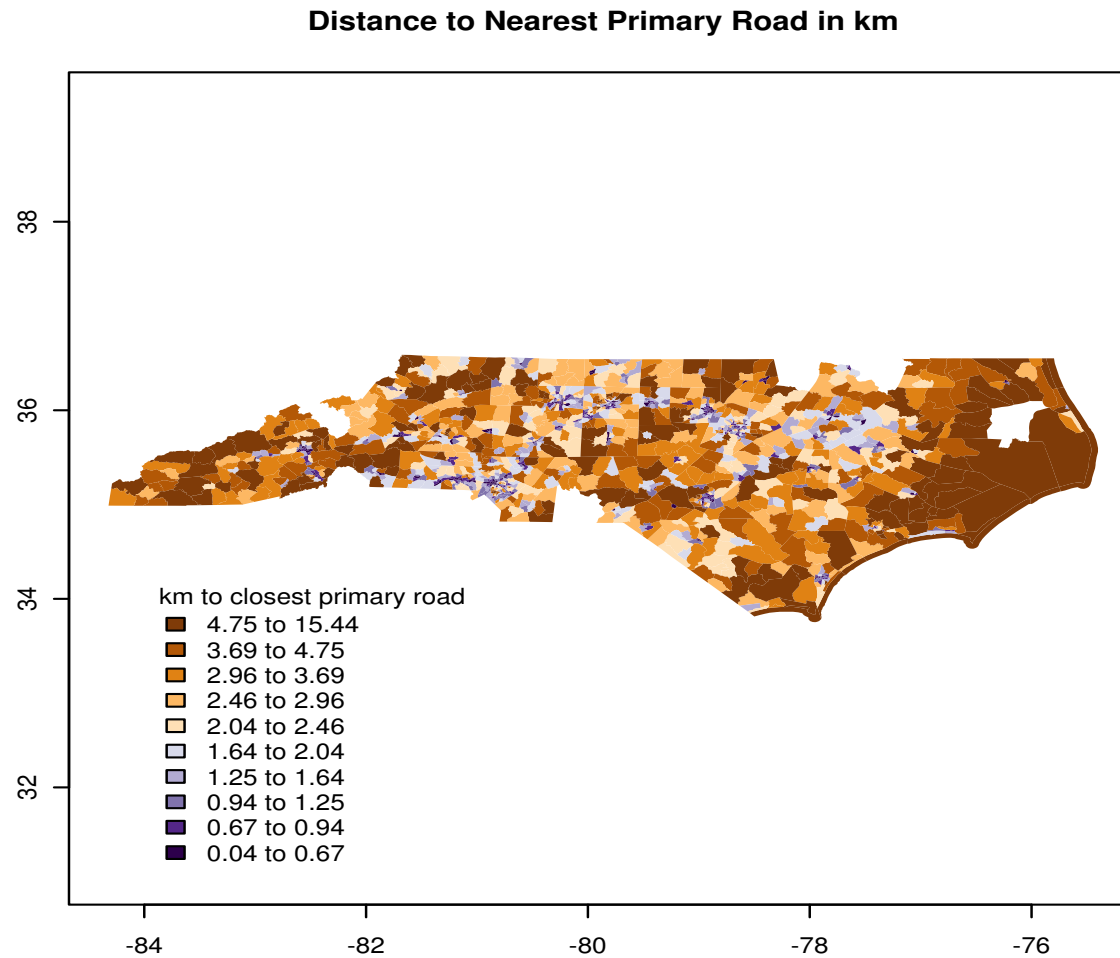 Distance to Nearest Primary Road in km
38
36
34
32
km to closest primary road
4.75 to 15.44
3.69 to 4.75
2.96 to 3.69
2.46 to 2.96
2.04 to 2.46
1.64 to 2.04
1.25 to 1.64
0.94 to 1.25
0.67 to 0.94
0.04 to 0.67
-84 -82 -80 -78 -76